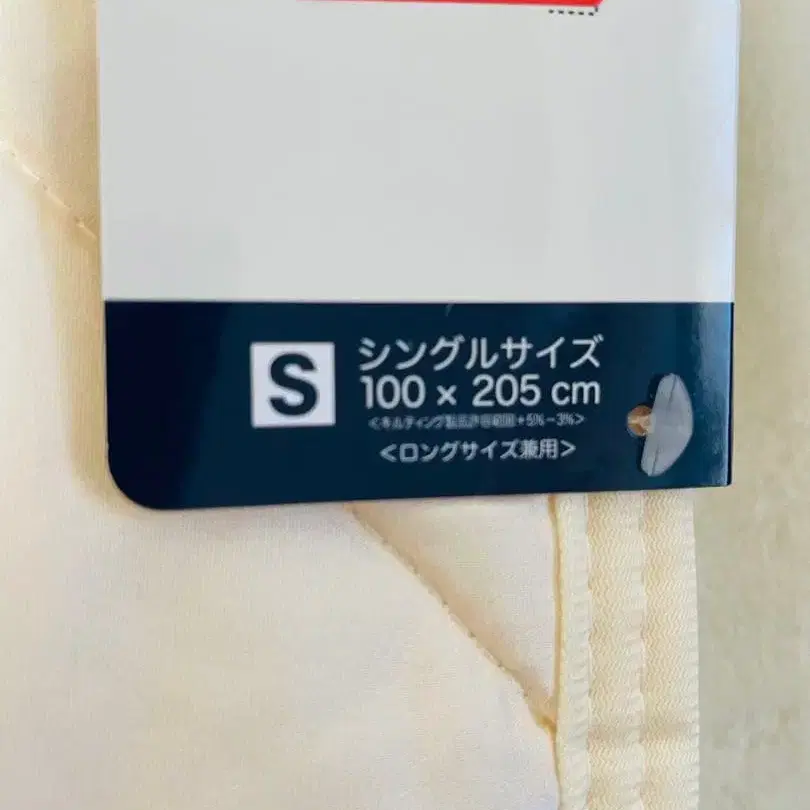 S
シングルサイズ
100 × 205 cm
<キルティング製品許容範囲+5%-3%>
<ロングサイズ兼用>